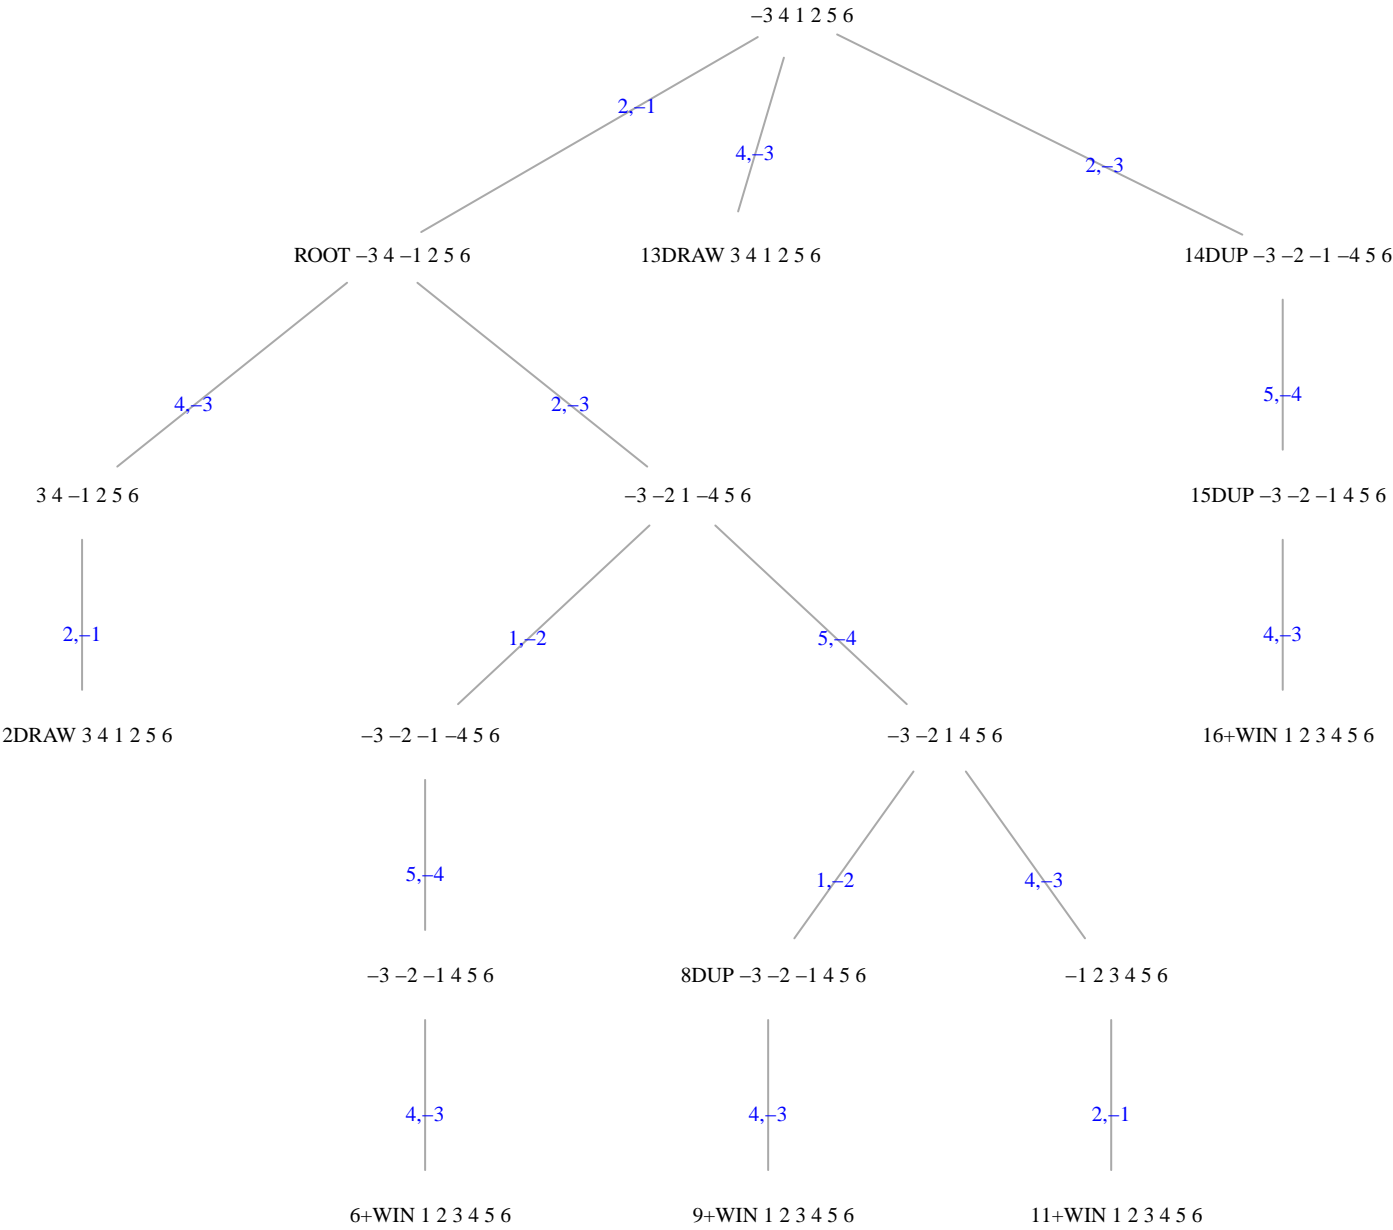 −3 4 1 2 5 6
2,−1
4,−3
2,−3
ROOT −3 4 −1 2 5 6
13DRAW 3 4 1 2 5 6
14DUP −3 −2 −1 −4 5 6
4,−3
2,−3
5,−4
3 4 −1 2 5 6
−3 −2 1 −4 5 6
15DUP −3 −2 −1 4 5 6
2,−1
1,−2
5,−4
4,−3
2DRAW 3 4 1 2 5 6
−3 −2 −1 −4 5 6
−3 −2 1 4 5 6
16+WIN 1 2 3 4 5 6
5,−4
1,−2
4,−3
−3 −2 −1 4 5 6
8DUP −3 −2 −1 4 5 6
−1 2 3 4 5 6
4,−3
4,−3
2,−1
6+WIN 1 2 3 4 5 6
9+WIN 1 2 3 4 5 6
11+WIN 1 2 3 4 5 6